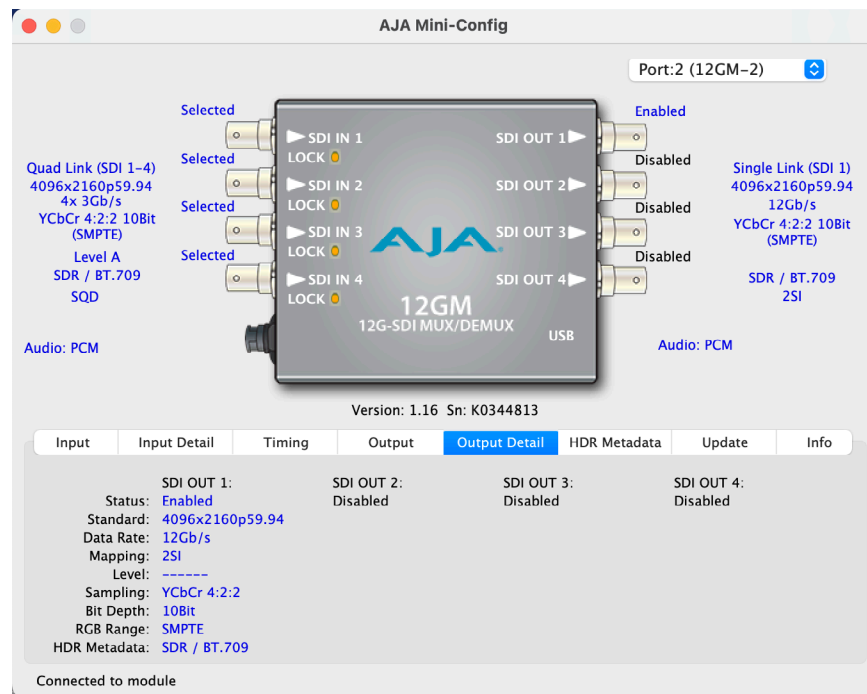 AJA Mini-Config
Port:2 (12GM-2)
Selected
Selected
Selected
Selected
Quad Link (SDI 1-4)
4096x2160p59.94
4x 3Gb/s
YCbCr 4:2:2 10Bit
(SMPTE)
Level A
SDR / BT.709
SQD
Audio: PCM
SDI IN 1
LOCK
SDI IN 2
LOCK
SDI IN 3
LOCK
SDI IN 4
LOCK
SDI OUT 1
SDI OUT 2
SDI OUT 3
SDI OUT 4
AJA
12GM
12G-SDI MUX/DEMUX
USB
Enabled
Disabled
Disabled
Disabled
Single Link (SDI 1)
4096x2160p59.94
12Gb/s
YCbCr 4:2:2 10Bit
(SMPTE)
SDR / BT.709
2SI
Audio: PCM
Version: 1.16 Sn: K0344813
Input Input Detail Timing Output Output Detail HDR Metadata Update Info
SDI OUT 1: SDI OUT 2: SDI OUT 3: SDI OUT 4:
Status: Enabled Disabled Disabled Disabled
Standard: 4096x2160p59.94
Data Rate: 12Gb/s
Mapping: 2SI
Level: ------
Sampling: YCbCr 4:2:2
Bit Depth: 10Bit
RGB Range: SMPTE
HDR Metadata: SDR / BT.709
Connected to module